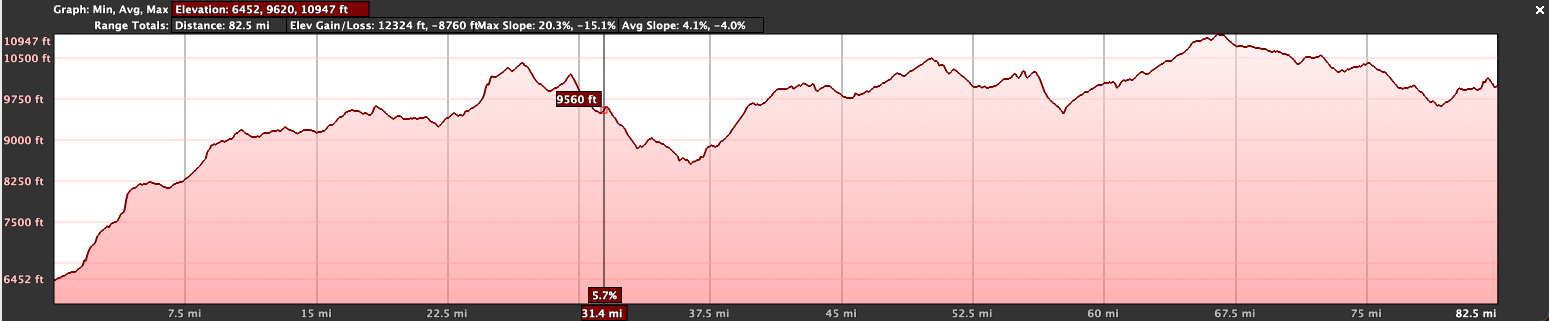 Graph: Min, Avg, Max Elevation: 6452, 9620, 10947 ft
Range Totals: Distance: 82.5 mi Elev Gain/Loss: 12324 ft, -8760 ft Max Slope: 20.3%, -15.1% Avg Slope: 4.1%, -4.0%
10947 ft
10500 ft
9750 ft
9560 ft
9000 ft
8250 ft
7500 ft
6452 ft
5.7%
7.5 mi 15 mi 22.5 mi 31.4 mi 37.5 mi 45 mi 52.5 mi 60 mi 67.5 mi 75 mi 82.5 mi